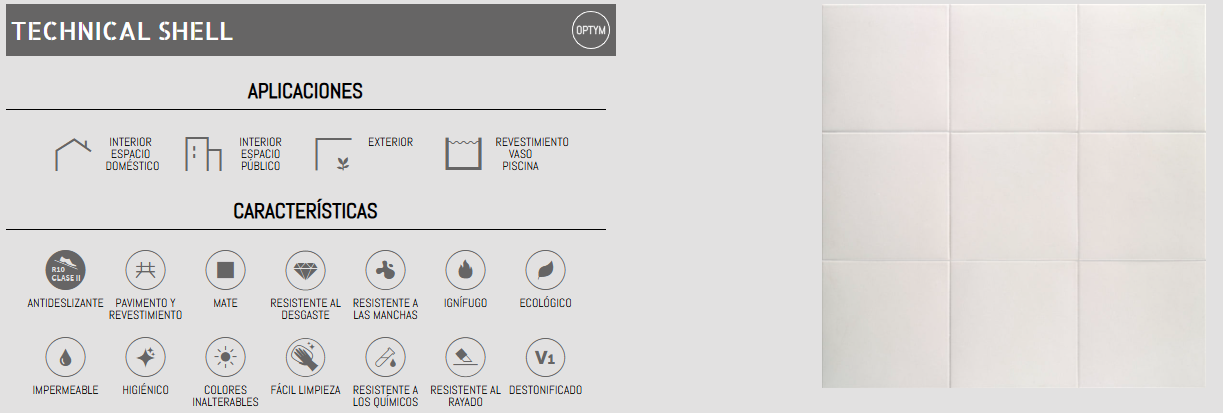 TECHNICAL SHELL
OPTYM
APLICACIONES
INTERIOR
ESPACIO
DOMÉSTICO
INTERIOR
ESPACIO
PÚBLICO
EXTERIOR
REVESTIMIENTO
VASO
PISCINA
CARACTERÍSTICAS
R10
CLASE II
ANTIDESLIZANTE
PAVIMENTO Y
REVESTIMIENTO
MATE
RESISTENTE AL
DESGASTE
RESISTENTE A
LAS MANCHAS
IGNÍFUGO
ECOLÓGICO
IMPERMEABLE
HIGIÉNICO
COLORES
INALTERABLES
FÁCIL LIMPIEZA
RESISTENTE A
LOS QUÍMICOS
RESISTENTE AL
RAYADO
V1
DESTONIFICADO